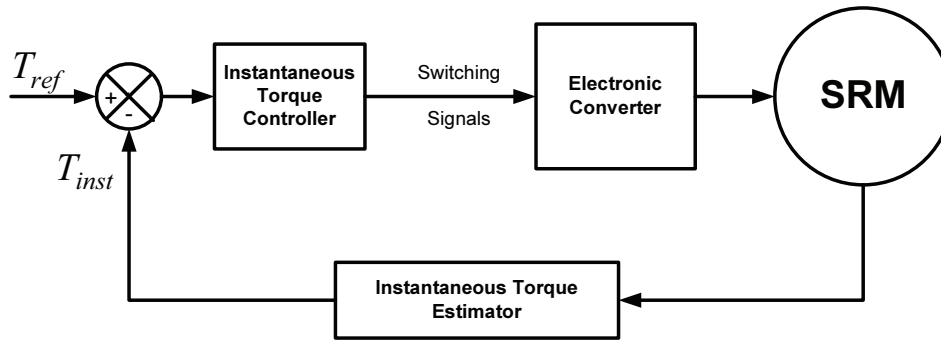 T_ref
+
-
T_inst
Instantaneous
Torque
Controller
Switching
Signals
Electronic
Converter
SRM
Instantaneous Torque
Estimator